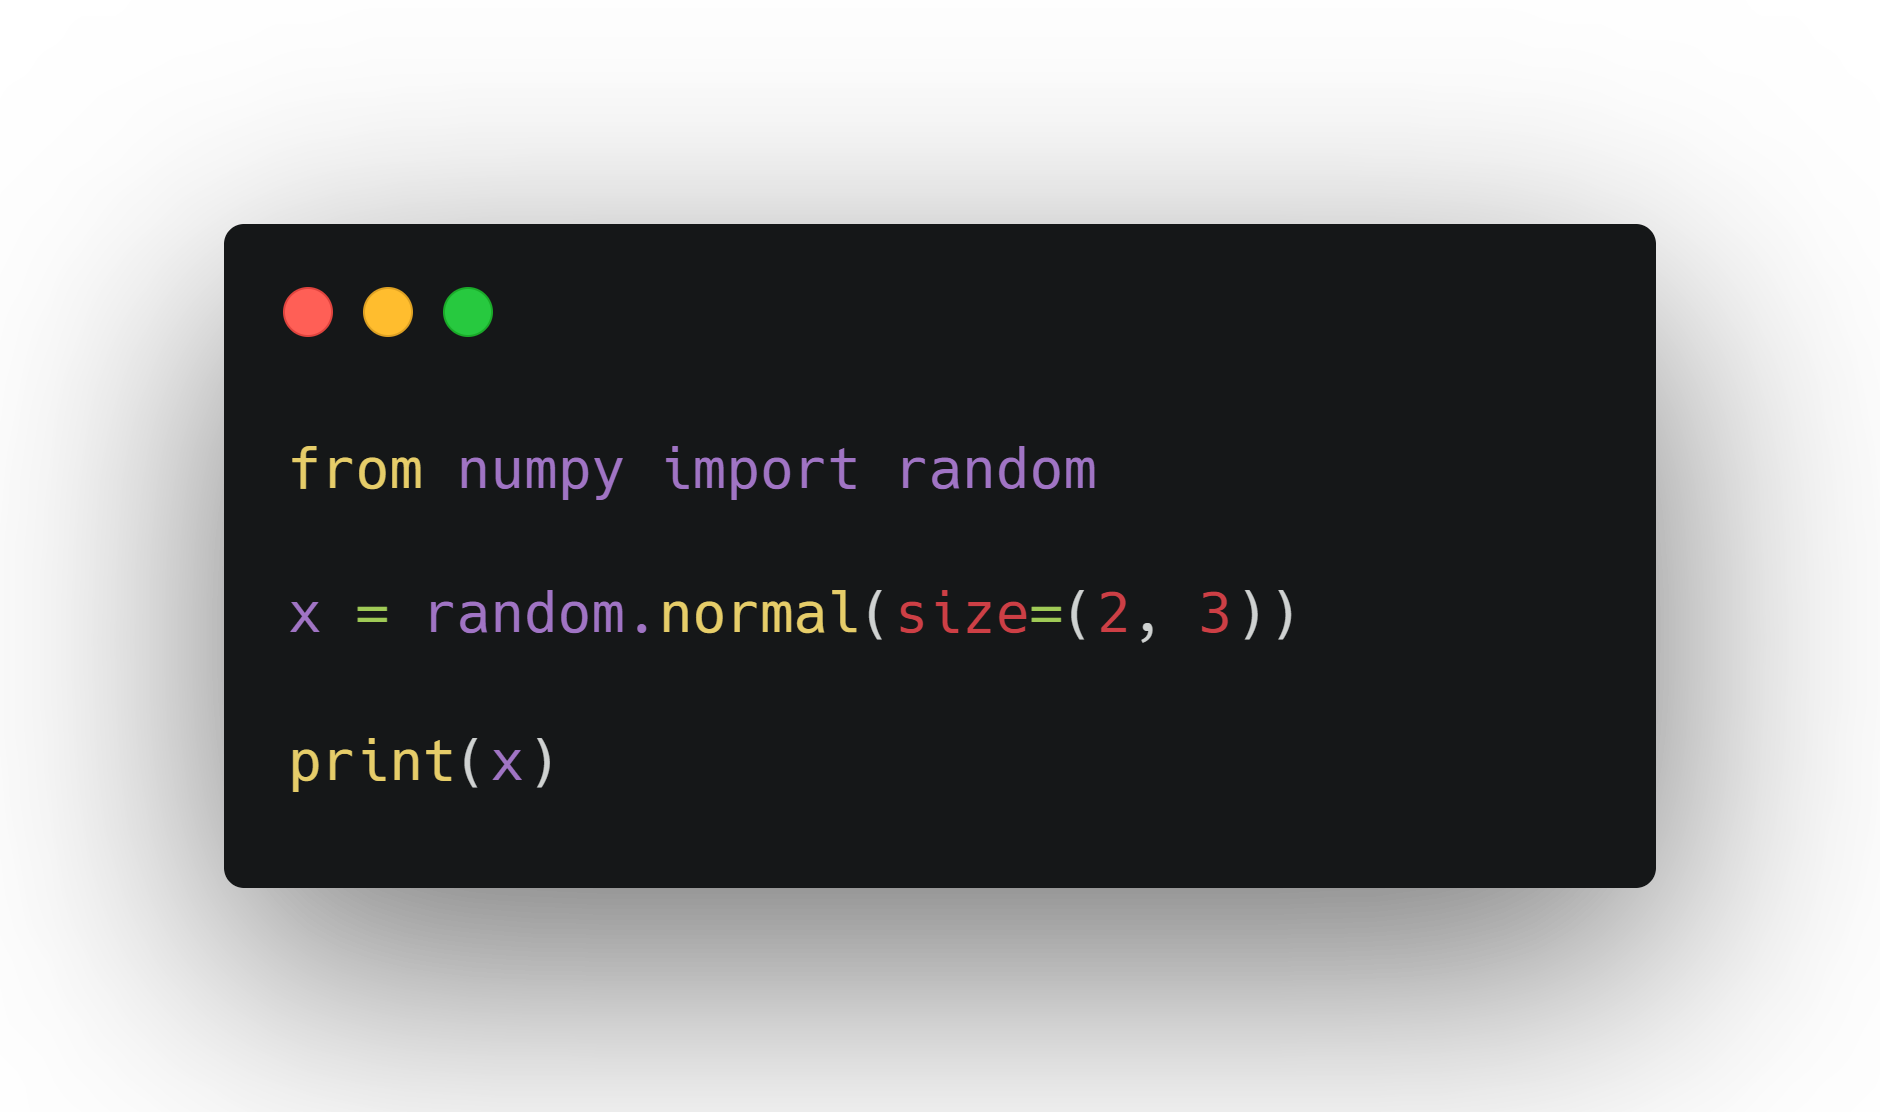 from numpy import random
x = random.normal(size=(2, 3))
print(x)